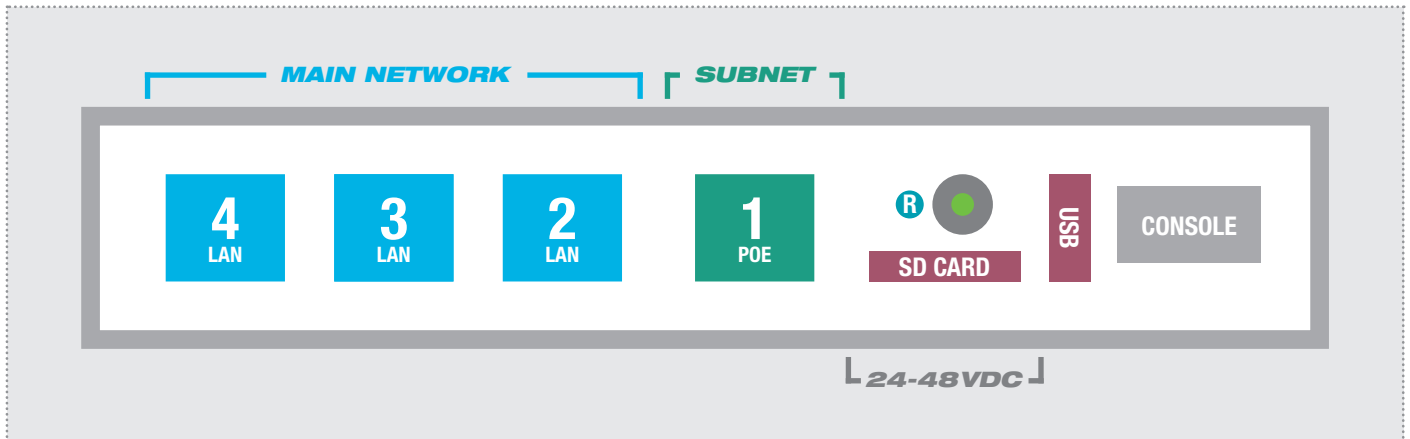 MAIN NETWORK
SUBNET
4
LAN
3
LAN
2
LAN
1
POE
R
SD CARD
USB
CONSOLE
24-48VDC